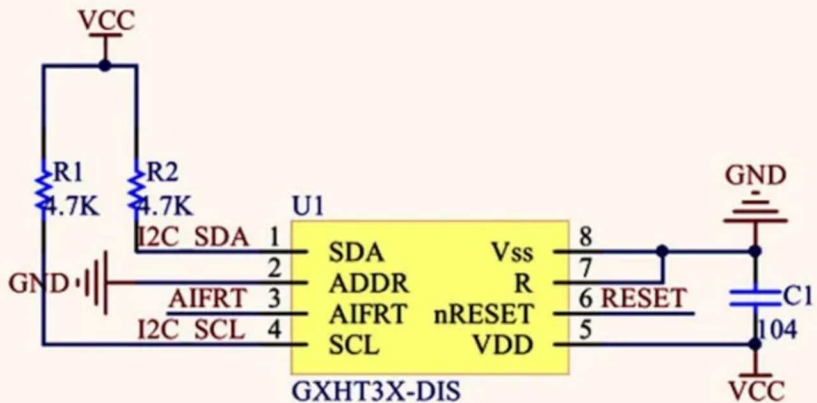 VCC
R1
4.7K
R2
4.7K
GND
U1
I2C SDA 1 SDA Vss 8
GND 2 ADDR R 7
AIFRT 3 AIFRT nRESET 6 RESET
I2C SCL 4 SCL VDD 5
C1
104
GXHT3X-DIS
VCC